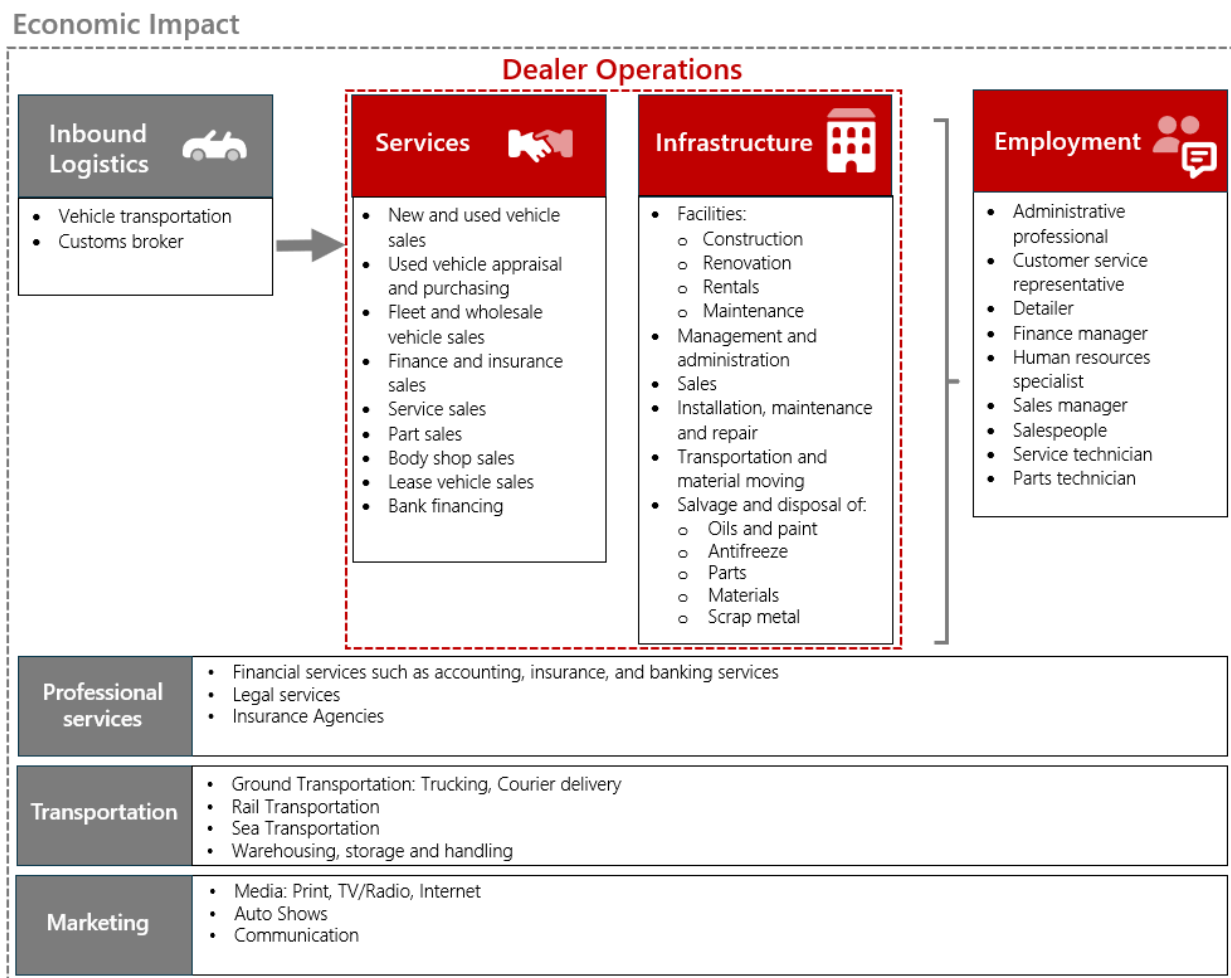 Economic Impact
Dealer Operations
Inbound
Logistics
• Vehicle transportation
• Customs broker
Services
• New and used vehicle
sales
• Used vehicle appraisal
and purchasing
• Fleet and wholesale
vehicle sales
• Finance and insurance
sales
• Service sales
• Part sales
• Body shop sales
• Lease vehicle sales
• Bank financing
Infrastructure
• Facilities:
o Construction
o Renovation
o Rentals
o Maintenance
• Management and
administration
• Sales
• Installation, maintenance
and repair
• Transportation and
material moving
• Salvage and disposal of:
o Oils and paint
o Antifreeze
o Parts
o Materials
o Scrap metal
Employment
• Administrative
professional
• Customer service
representative
• Detailer
• Finance manager
• Human resources
specialist
• Sales manager
• Salespeople
• Service technician
• Parts technician
Professional
services
• Financial services such as accounting, insurance, and banking services
• Legal services
• Insurance Agencies
Transportation
• Ground Transportation: Trucking, Courier delivery
• Rail Transportation
• Sea Transportation
• Warehousing, storage and handling
Marketing
• Media: Print, TV/Radio, Internet
• Auto Shows
• Communication